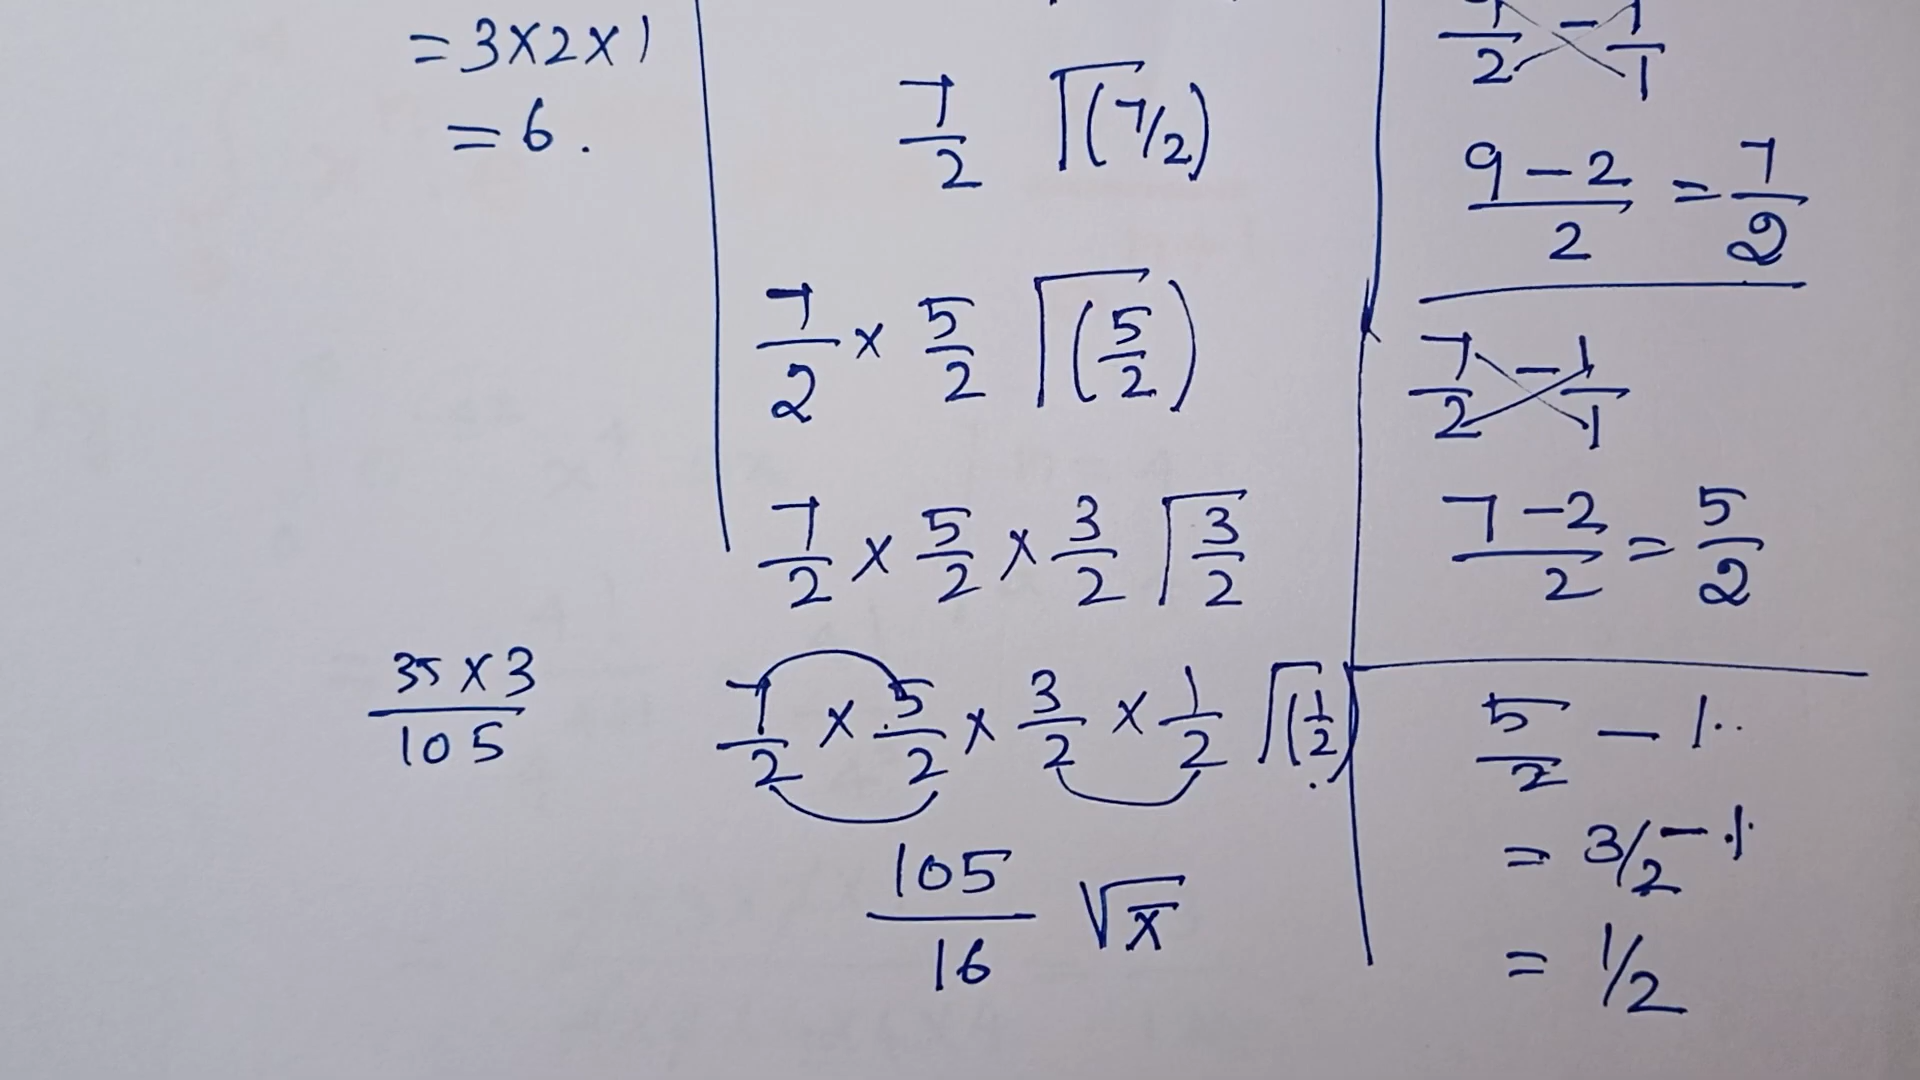 = 3×2×1
= 6.
7/2 Γ(7/2)
7/2 × 5/2 Γ(5/2)
7/2 × 5/2 × 3/2 Γ3/2
7/2 × 5/2 × 3/2 × 1/2 Γ(1/2)
105/16 √π
35×3
105
9/2 - 1/1
9-2/2 = 7/2
7/2 - 1/1
7-2/2 = 5/2
5/2 - 1..
= 3/2 - 1
= 1/2